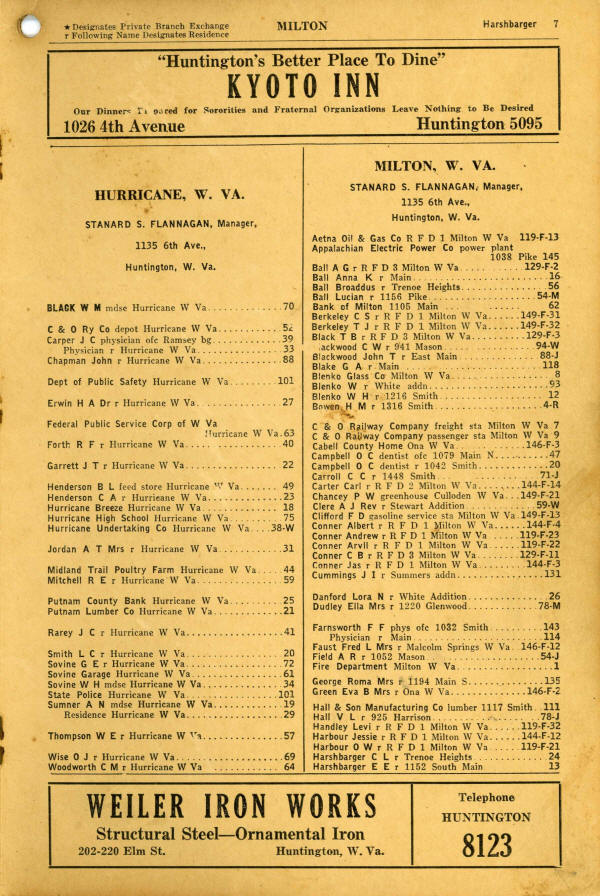 ★ Designates Private Branch Exchange
r Following Name Designates Residence
MILTON
Harshbarger 7
"Huntington's Better Place To Dine"
KYOTO INN
Our Dinners for Sororities and Fraternal Organizations Leave Nothing to Be Desired
1026 4th Avenue Huntington 5095
HURRICANE, W. VA.
STANARD S. FLANNAGAN, Manager,
1135 6th Ave.,
Huntington, W. Va.
BLACK W M mdse Hurricane W Va 70
C & O Ry Co depot Hurricane W Va 52
Carper J C physician ofc Ramsey bg 39
Physician r Hurricane W Va 33
Chapman John r Hurricane W Va 88
Dept of Public Safety Hurricane W Va 101
Erwin H A Dr r Hurricane W Va 27
Federal Public Service Corp of W Va
Hurricane W Va 63
Forth R F r Hurricane W Va 40
Garrett J T r Hurricane W Va 22
Henderson B L feed store Hurricane W Va 49
Henderson C A r Hurrieane W Va 23
Hurricane Breeze Hurricane W Va 18
Hurricane High School Hurricane W Va 75
Hurricane Undertaking Co Hurricane W Va 38-W
Jordan A T Mrs r Hurricane W Va 31
Midland Trail Poultry Farm Hurricane W Va 44
Mitchell R E r Hurricane W Va 59
Putnam County Bank Hurricane W Va 25
Putnam Lumber Co Hurricane W Va 21
Rarey J C r Hurricane W Va 41
Smith L C r Hurricane W Va 20
Sovine G E r Hurricane W Va 72
Sovine Garage Hurricane W Va 61
Sovine W H mdse Hurricane W Va 34
State Police Hurricane W Va 101
Sumner A N mdse Hurricane W Va 19
Residence Hurricane W Va 29
Thompson W E r Hurricane W Va 57
Wise O J r Hurricane W Va 69
Woodworth C M r Hurricane W Va 64
MILTON, W. VA.
STANARD S. FLANNAGAN, Manager,
1135 6th Ave.,
Huntington, W. Va.
Aetna Oil & Gas Co R F D 1 Milton W Va 119-F-13
Appalachian Electric Power Co power plant
1038 Pike 145
Ball A G r R F D 3 Milton W Va 129-F-2
Ball Anna K r Main 16
Ball Broaddus r Trenoe Heights 56
Ball Lucian r 1156 Pike 54-M
Bank of Milton 1105 Main 62
Berkeley C S r R F D 1 Milton W Va 149-F-31
Berkeley T J r R F D 1 Milton W Va 149-F-32
Black T B r R F D 3 Milton W Va 129-F-3
ackwood C W r 941 Mason 94-W
Blackwood John T r East Main 88-J
Blake G A r Main 118
Blenko Glass Co Milton W Va 8
Blenko W r White addn 93
Blenko W H r 1216 Smith 12
Bowen H M r 1316 Smith 4-R
C & O Railway Company freight sta Milton W Va 7
C & O Railway Company passenger sta Milton W Va 9
Cabell County Home Ona W Va 146-F-3
Campbell O C dentist ofc 1079 Main N 47
Campbell O C dentist r 1042 Smith 20
Carroll C C r 1448 Smith 71-J
Carter Carl r R F D 2 Milton W Va 144-F-14
Chancey P W greenhouse Culloden W Va 149-F-21
Clere A J Rev r Stewart Addition 59-W
Clifford F D gasoline service sta Milton W Va 149-F-13
Conner Albert r R F D 1 Milton W Va 144-F-4
Conner Andrew r R F D 1 Milton W Va 119-F-23
Conner Arvll r R F D 1 Milton W Va 119-F-22
Conner C B r R F D 3 Milton W Va 129-F-11
Conner Jas r R F D 1 Milton W Va 144-F-3
Cummings J I r Summers addn 131
Danford Lora N r White Addition 26
Dudley Ella Mrs r 1220 Glenwood 78-M
Farnsworth F F phys ofc 1032 Smith 143
Physician r Main 114
Faust Fred L Mrs r Malcolm Springs W Va 146-F-12
Field A R r 1052 Mason 54-J
Fire Department Milton W Va 1
George Roma Mrs r 1194 Main S 135
Green Eva B Mrs r Ona W Va 146-F-2
Hall & Son Manufacturing Co lumber 1117 Smith 111
Hall V L r 925 Harrison 78-J
Handley Levi r R F D 1 Milton W Va 119-F-32
Harbour Jessie r R F D 1 Milton W Va 144-F-12
Harbour O W r R F D 1 Milton W Va 119-F-21
Harshbarger C L r Trenoe Heights 24
Harshbarger E E r 1152 South Main 13
WEILER IRON WORKS
Structural Steel—Ornamental Iron
202-220 Elm St. Huntington, W. Va.
Telephone
HUNTINGTON
8123